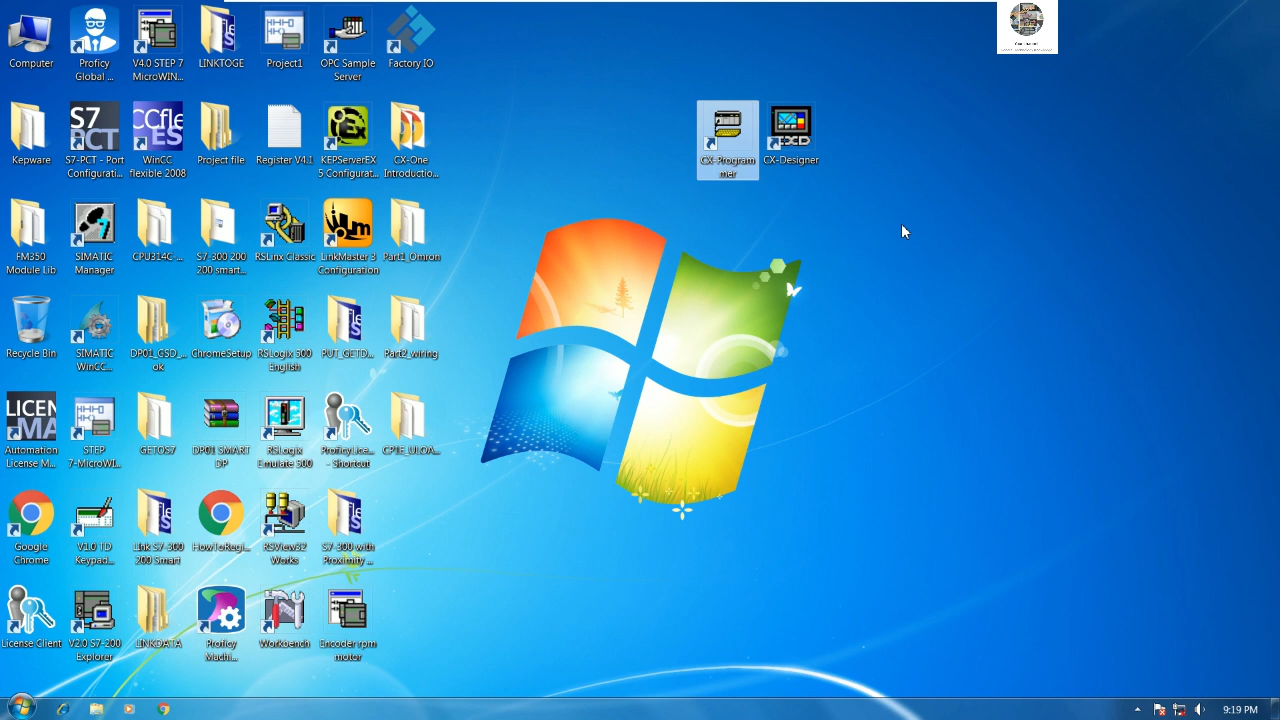 Computer
Proficy
Global ...
V4.0 STEP 7
MicroWIN...
LINKTOGE
Project1
OPC Sample
Server
Factory IO
Kepware
S7
PCT
S7-PCT - Port
Configurati...
WinCC
flexible 2008
Project file
Register V4.1
KEPServerEX
5 Configurat...
CX-One
Introductio...
CX-Program
mer
CX-Designer
FM350
Module Lib
SIMATIC
Manager
CPU314C-...
S7-300 200
200 smart...
RSLinx Classic
LinkMaster 3
Configuration
Part1_Omron
Recycle Bin
SIMATIC
WinCC...
DP01_GSD_...
ok
ChromeSetup
RSLogix 500
English
PUT_GETD...
Part2_wiring
LICEN
MA
Automation
License M...
STEP
7-MicroWI...
GETOS7
DP01 SMART
DP
RSLogix
Emulate 500
ProficyLice...
- Shortcut
CP1E_ULOA...
Google
Chrome
V1.0 TD
Keypad...
Link S7-300
200 Smart
HowToRegi...
RSView32
Works
S7-300 with
Proximity ...
License Client
V2.0 S7-200
Explorer
LINKDATA
Proficy
Machi...
Workbench
Encoder rpm
motor
9:19 PM